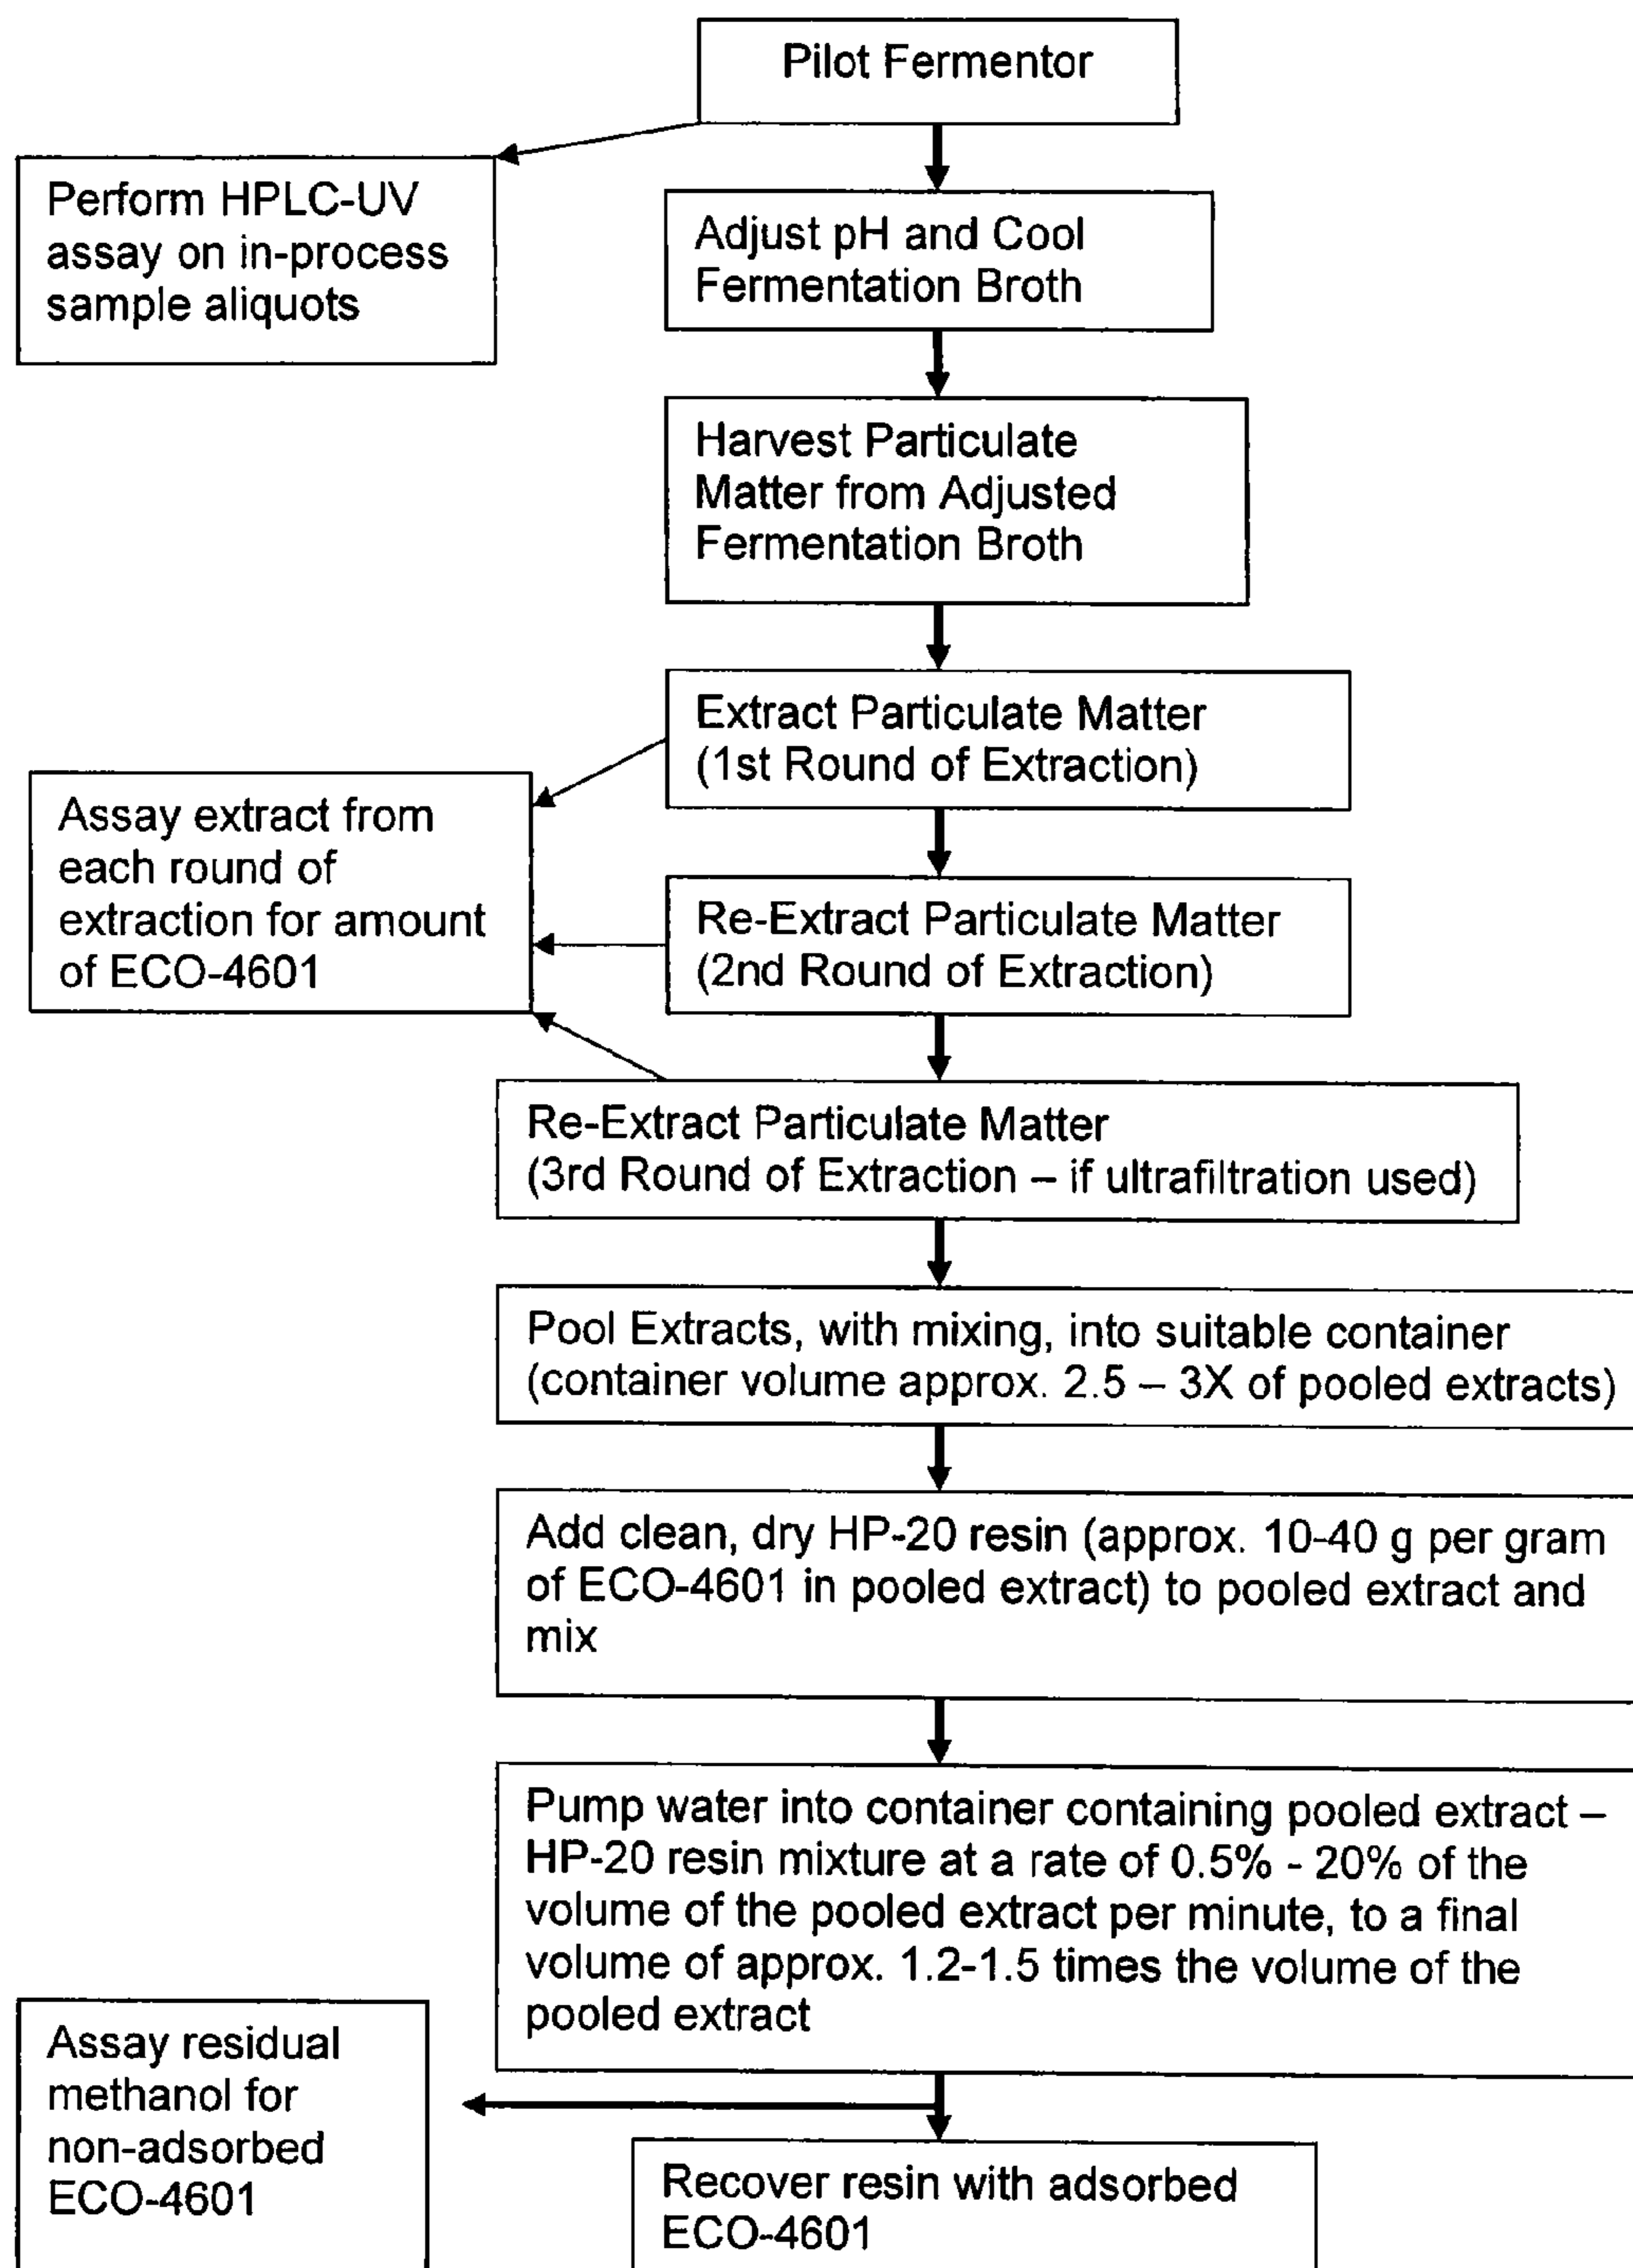 Pilot Fermentor
Perform HPLC-UV
assay on in-process
sample aliquots
Adjust pH and Cool
Fermentation Broth
Harvest Particulate
Matter from Adjusted
Fermentation Broth
Extract Particulate Matter
(1st Round of Extraction)
Assay extract from
each round of
extraction for amount
of ECO-4601
Re-Extract Particulate Matter
(2nd Round of Extraction)
Re-Extract Particulate Matter
(3rd Round of Extraction – if ultrafiltration used)
Pool Extracts, with mixing, into suitable container
(container volume approx. 2.5 – 3X of pooled extracts)
Add clean, dry HP-20 resin (approx. 10-40 g per gram
of ECO-4601 in pooled extract) to pooled extract and
mix
Pump water into container containing pooled extract –
HP-20 resin mixture at a rate of 0.5% - 20% of the
volume of the pooled extract per minute, to a final
volume of approx. 1.2-1.5 times the volume of the
pooled extract
Assay residual
methanol for
non-adsorbed
ECO-4601
Recover resin with adsorbed
ECO-4601